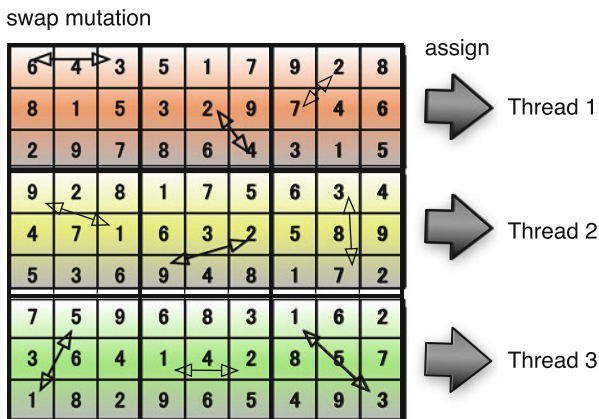 swap mutation
assign
6 4 3 5 1 7 9 2 8
8 1 5 3 2 9 7 4 6
Thread 1
2 9 7 8 6 4 3 1 5
9 2 8 1 7 5 6 3 4
4 7 1 6 3 2 5 8 9
Thread 2
5 3 6 9 4 8 1 7 2
7 5 9 6 8 3 1 6 2
3 6 4 1 4 2 8 5 7
Thread 3
1 8 2 9 6 5 4 9 3